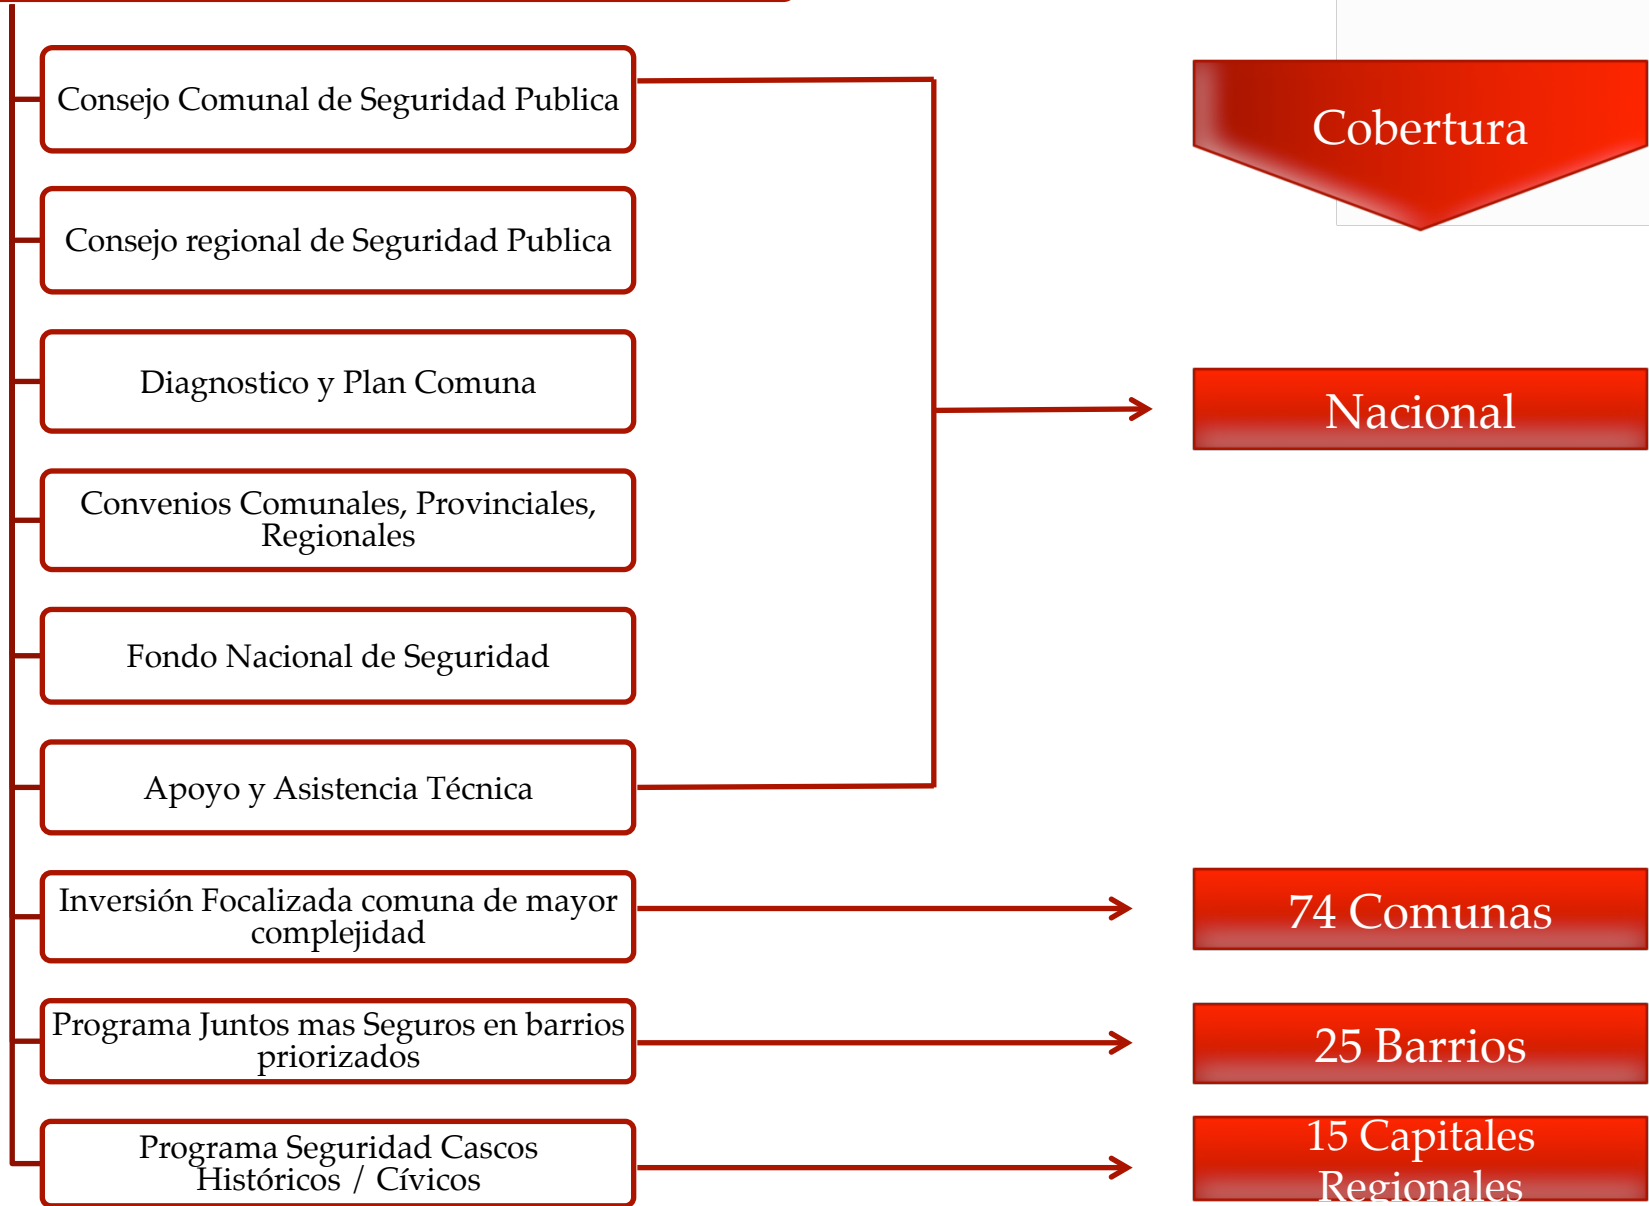 Consejo Comunal de Seguridad Publica
Cobertura
Consejo regional de Seguridad Publica
Diagnostico y Plan Comuna
Nacional
Convenios Comunales, Provinciales,
Regionales
Fondo Nacional de Seguridad
Apoyo y Asistencia Técnica
Inversión Focalizada comuna de mayor
complejidad
74 Comunas
Programa Juntos mas Seguros en barrios
priorizados
25 Barrios
Programa Seguridad Cascos
Históricos / Cívicos
15 Capitales
Regionales